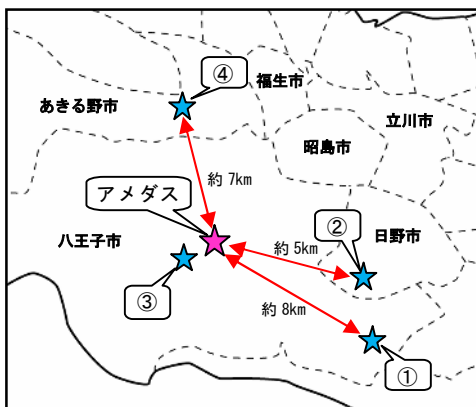 ④
福生市
あきる野市
立川市
昭島市
約 7km
アメダス
②
八王子市
日野市
約 5km
③
約 8km
①